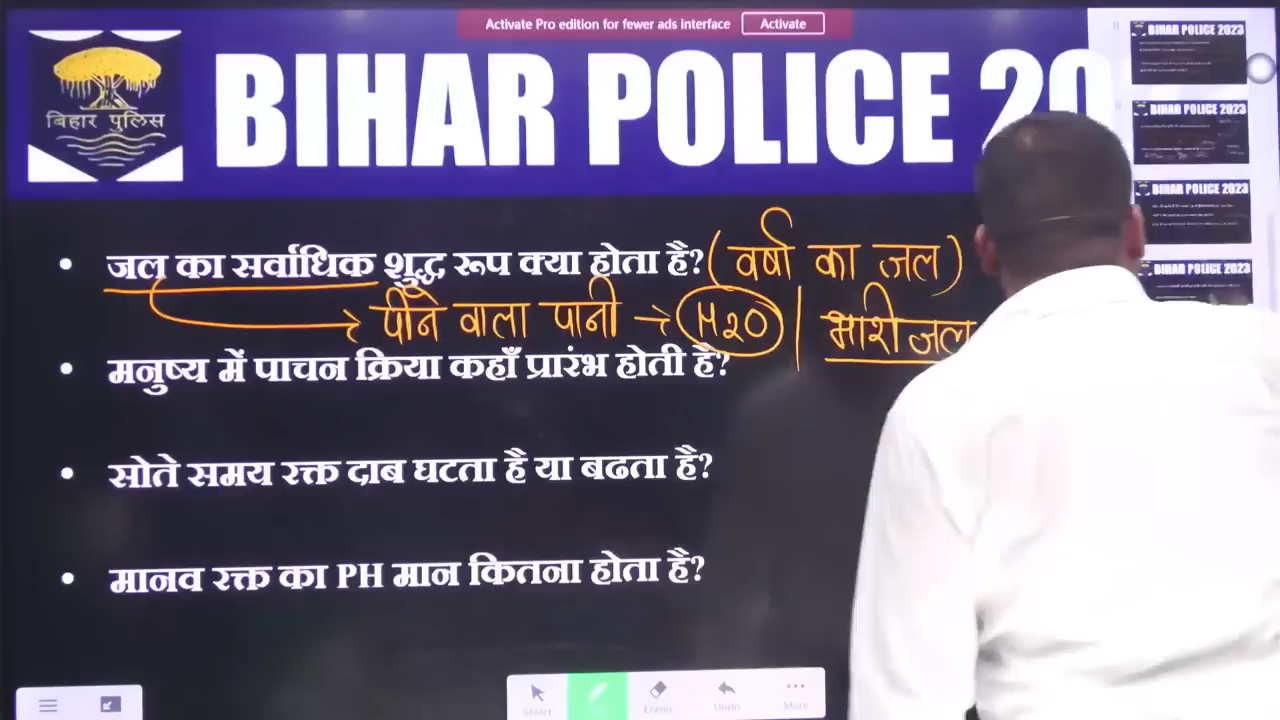 Activate Pro edition for fewer ads interface Activate
BIHAR POLICE 20
बिहार पुलिस
• जल का सर्वाधिक शुद्ध रूप क्या होता है? (वर्षा का जल)
पीने वाला पानी → H2O | भारी जल
• मनुष्य में पाचन क्रिया कहाँ प्रारंभ होती है?
• सोते समय रक्त दाब घटता है या बढता है?
• मानव रक्त का PH मान कितना होता है?
8
BIHAR POLICE 2023
BIHAR POLICE 2023
BIHAR POLICE 2023
BIHAR POLICE 2023
Select
Eraser
Undo
More